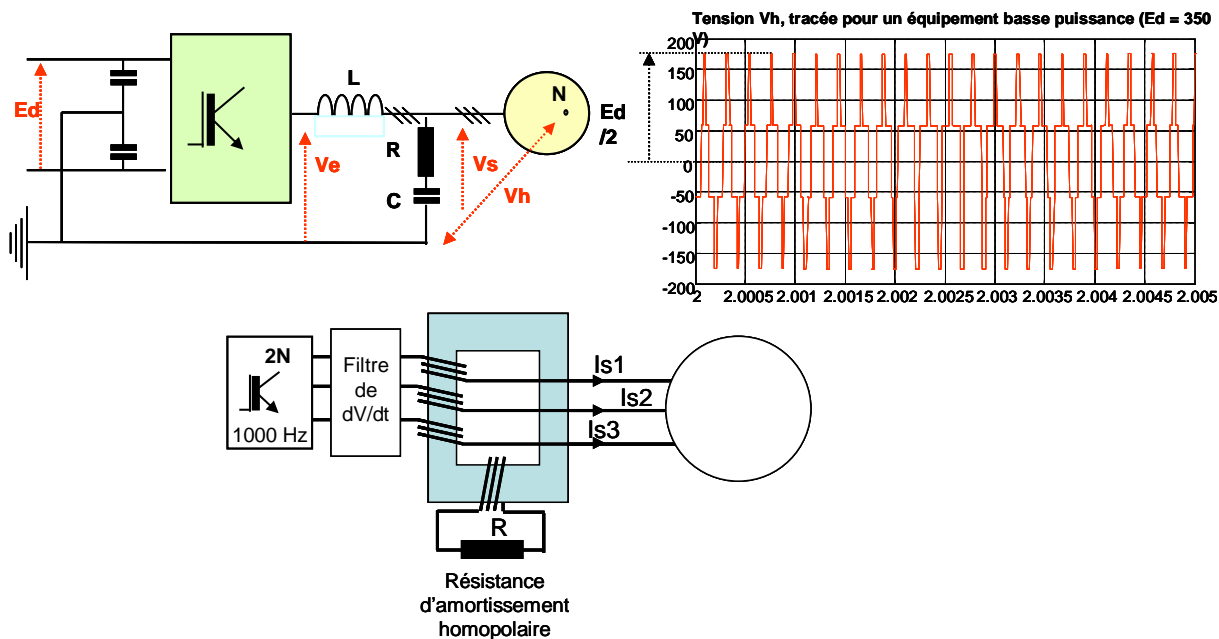 Tension Vh, tracée pour un équipement basse puissance (Ed = 350
V)
Ed
L
R
C
Ve
Vs
Vh
N
Ed
/2
200
150
100
50
0
-50
-100
-150
-200
2 2.0005 2.001 2.0015 2.002 2.0025 2.003 2.0035 2.004 2.0045 2.005
2N
1000 Hz
Filtre
de
dV/dt
Is1
Is2
Is3
R
Résistance
d'amortissement
homopolaire